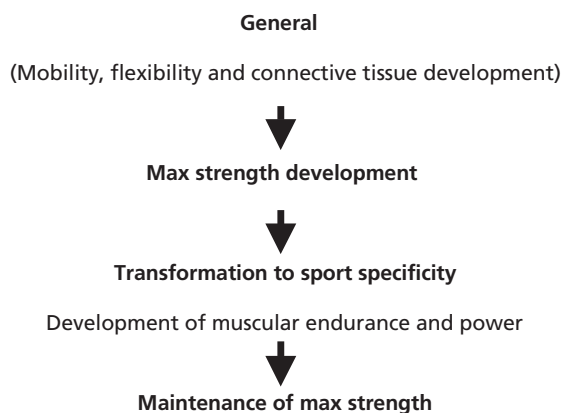 General
(Mobility, flexibility and connective tissue development)
Max strength development
Transformation to sport specificity
Development of muscular endurance and power
Maintenance of max strength